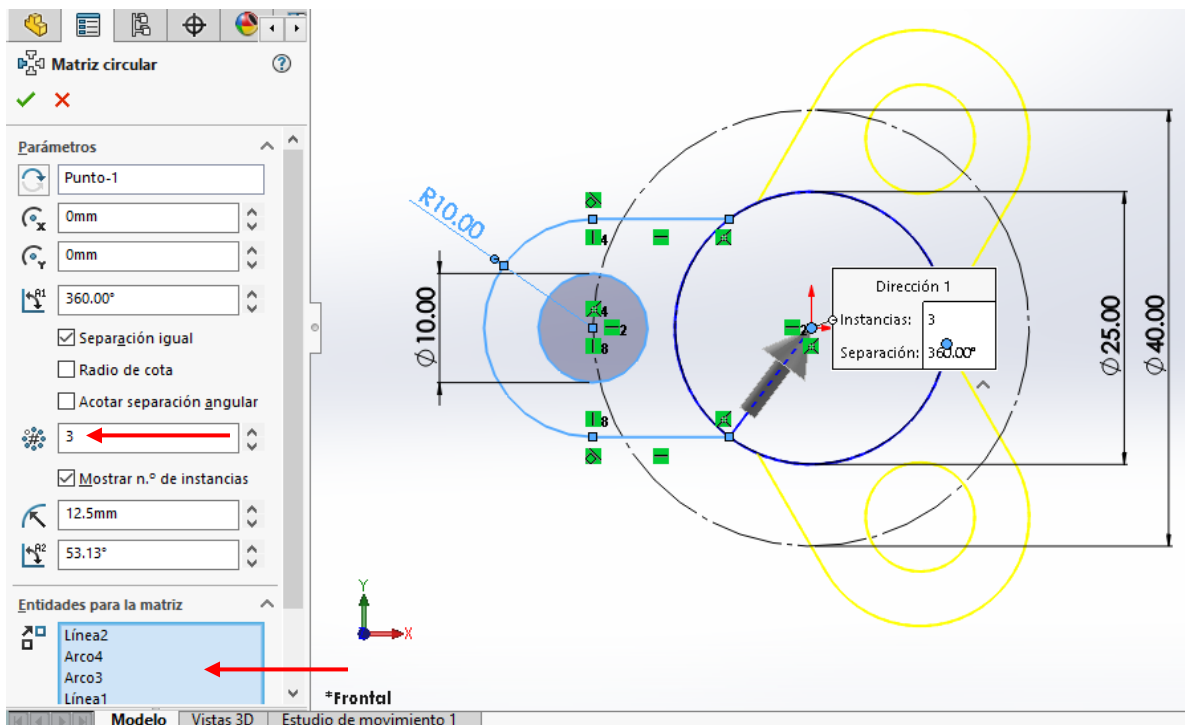 Matriz circular
?
Parámetros
Punto-1
0mm
0mm
360.00°
Separación igual
Radio de cota
Acotar separación angular
3
Mostrar n.º de instancias
12.5mm
53.13°
Entidades para la matriz
Línea2
Arco4
Arco3
Línea1
Modelo
Vistas 3D
Estudio de movimiento 1
R10.00
Ø10.00
4
4
2
8
8
2
Dirección 1
Instancias: 3
Separación: 360.00°
Ø25.00
Ø40.00
Y
X
*Frontal